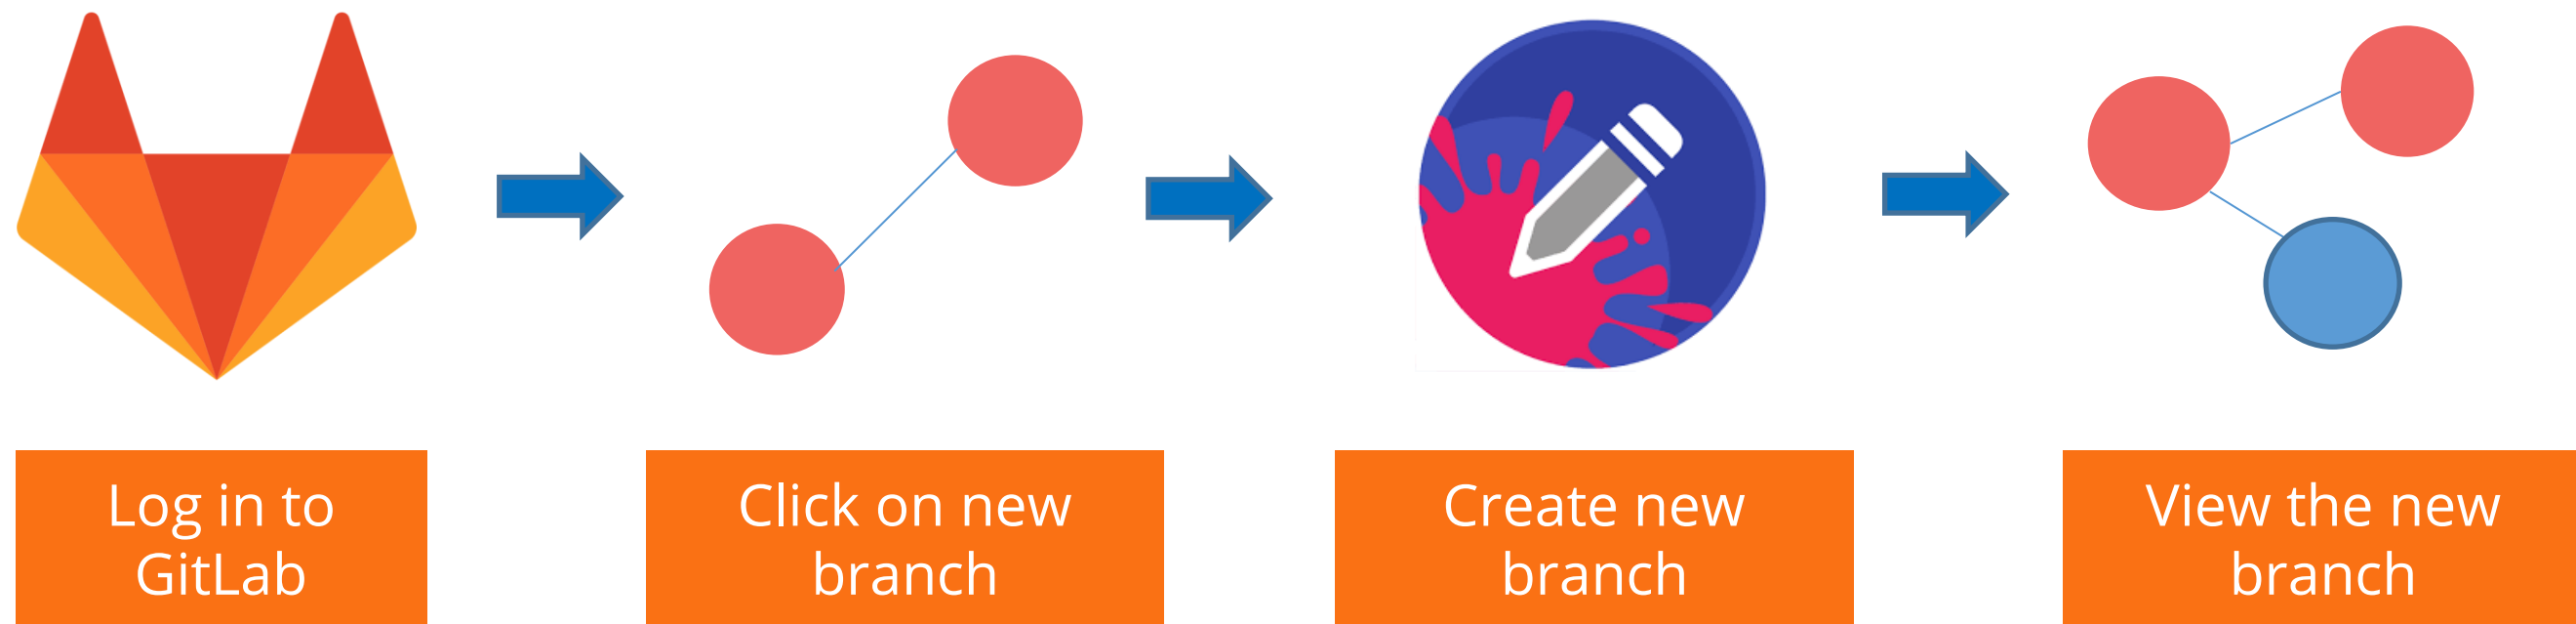 Log in to
GitLab
Click on new
branch
Create new
branch
View the new
branch